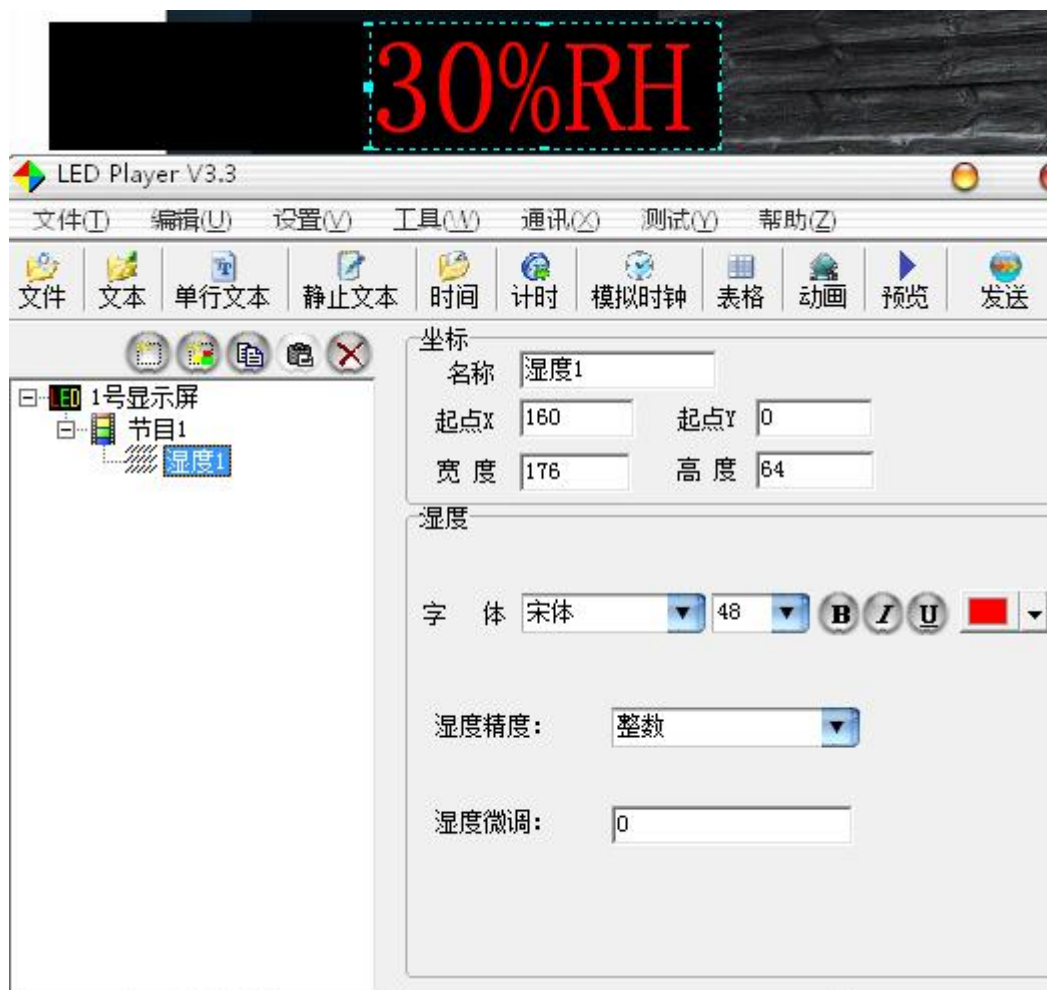 30%RH
LED Player V3.3
文件(T) 编辑(U) 设置(V) 工具(W) 通讯(X) 测试(Y) 帮助(Z)
文件 文本 单行文本 静止文本 时间 计时 模拟时钟 表格 动画 预览 发送
坐标
名称 湿度1
LED 1号显示屏
起点X 160 起点Y 0
节目1
湿度1
宽 度 176 高 度 64
湿度
字 体 宋体 48 B I U
湿度精度: 整数
湿度微调: 0